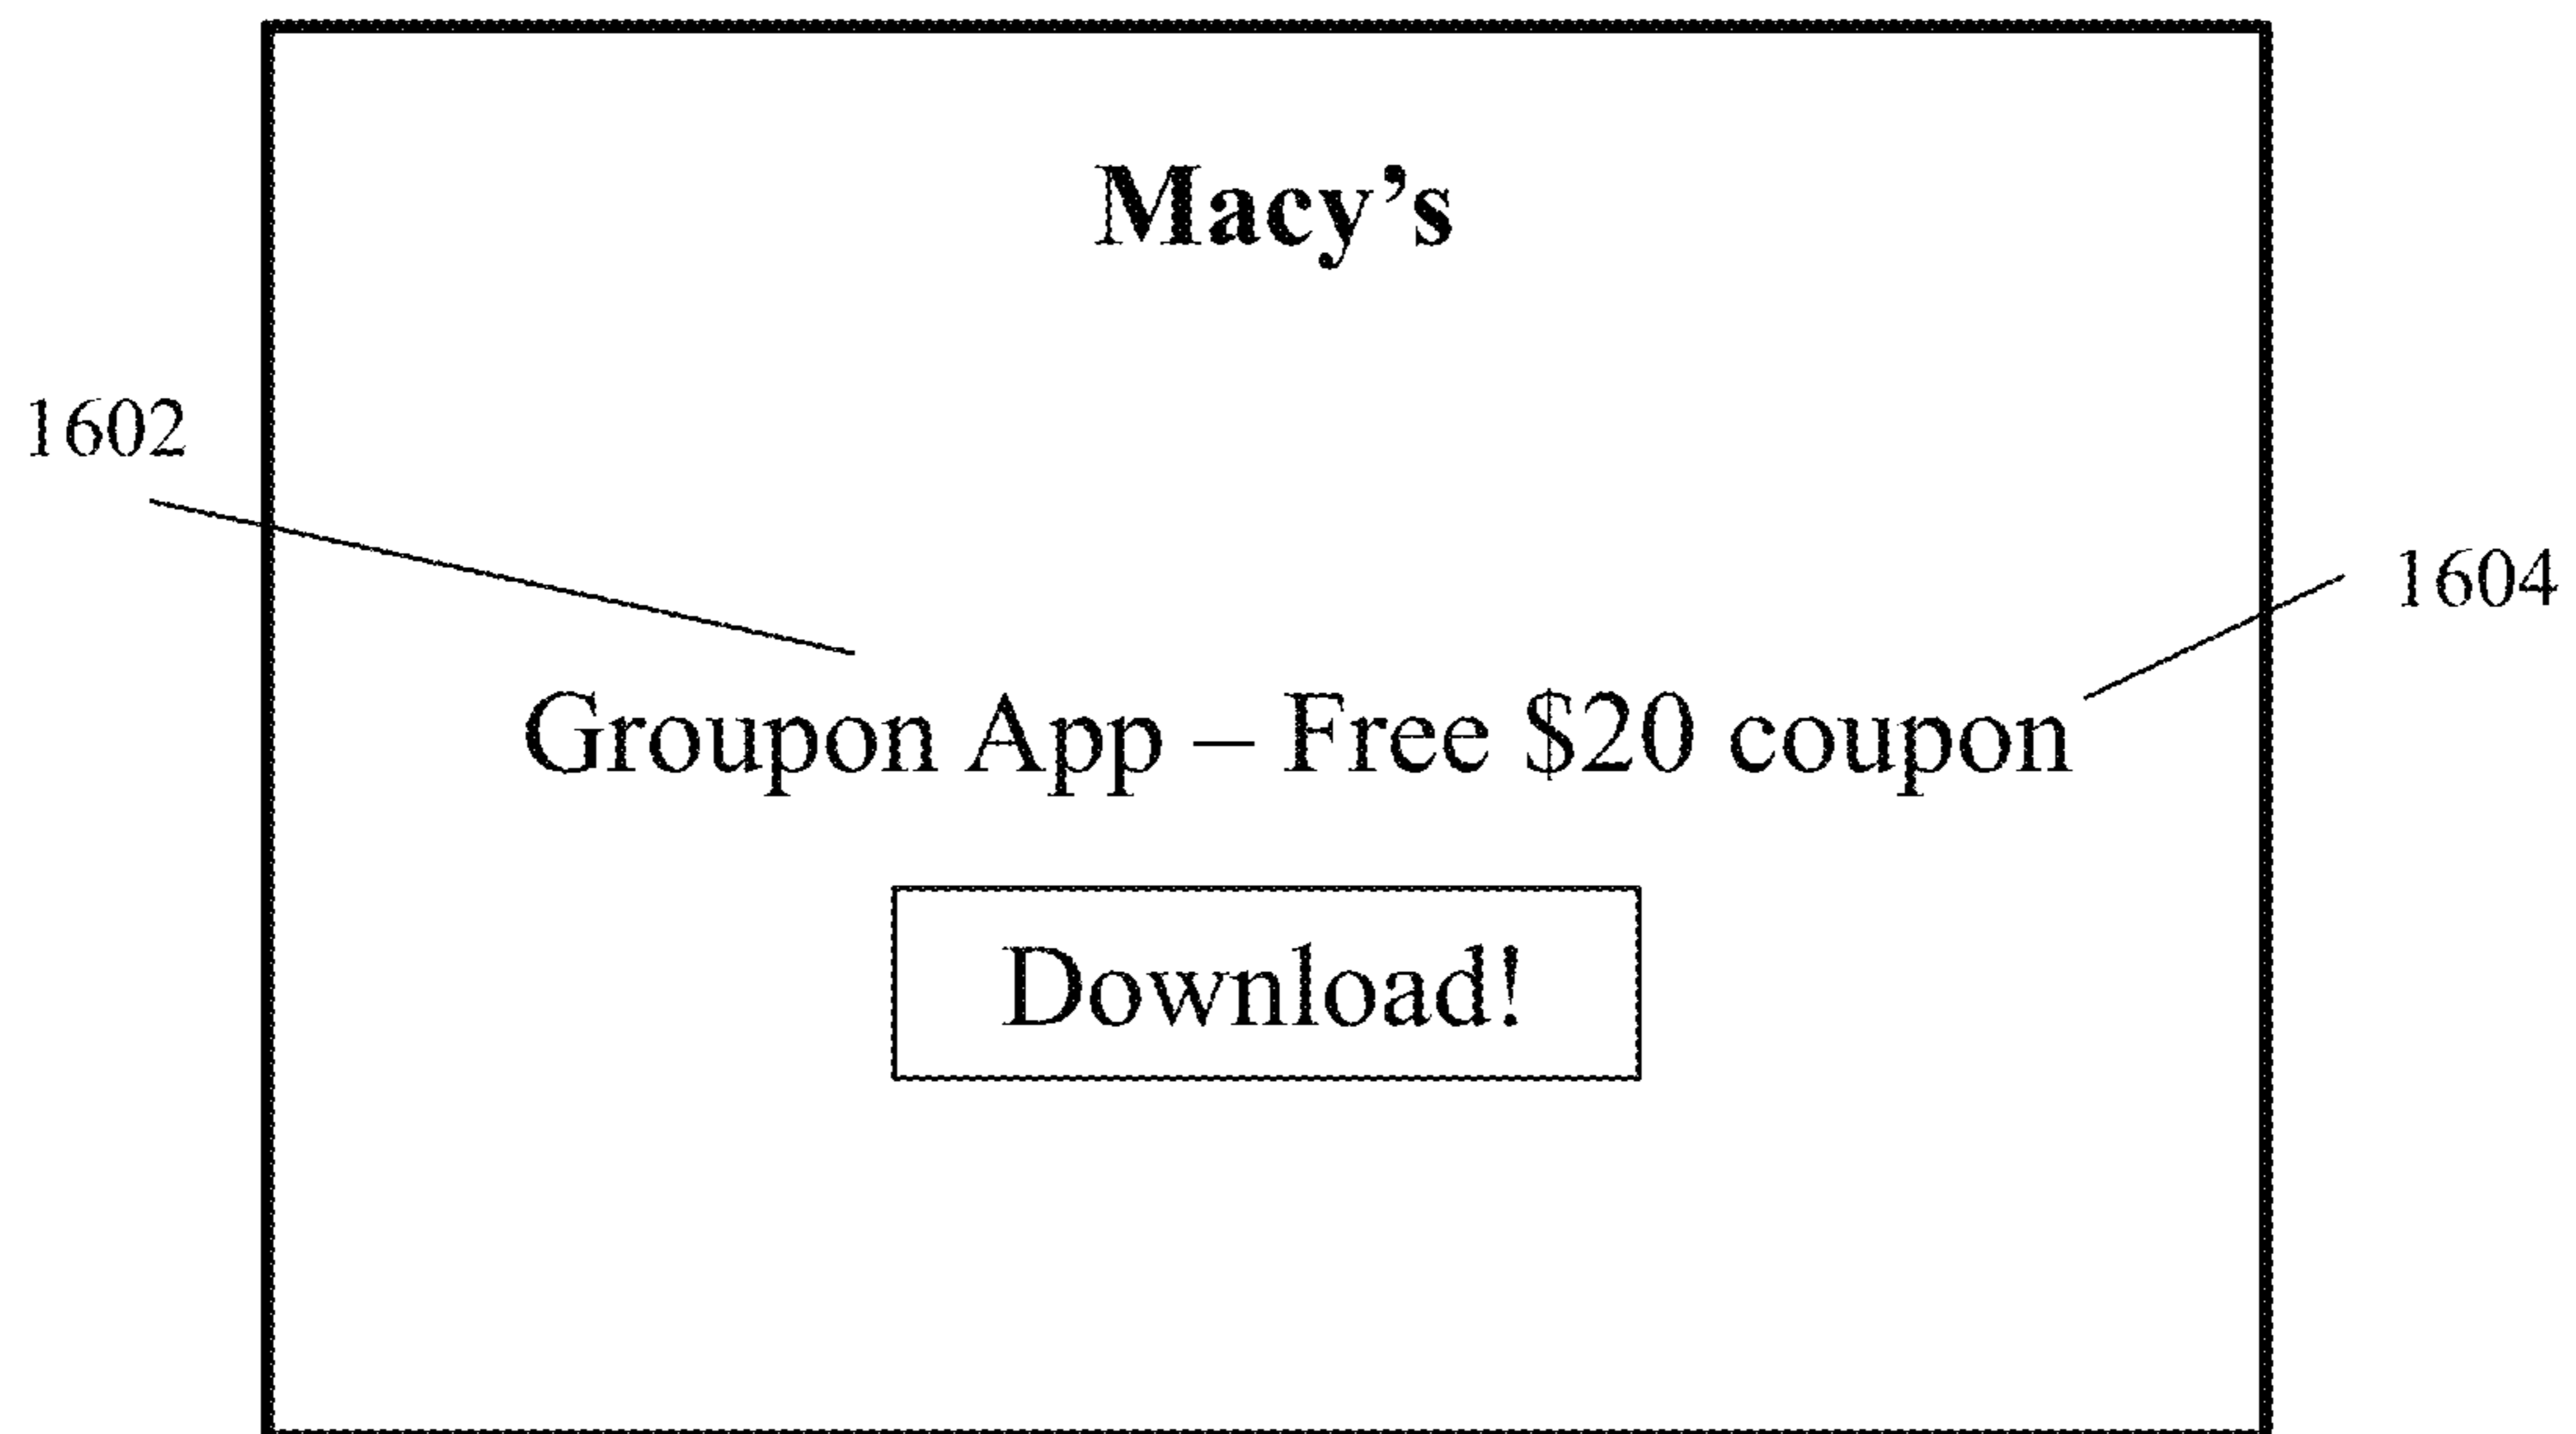 Macy’s
1602
1604
Groupon App – Free $20 coupon
Download!